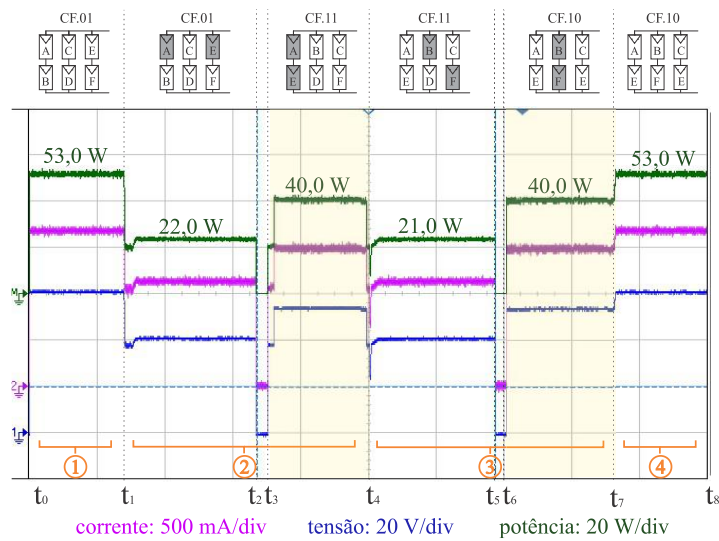 CF.01 CF.01 CF.11 CF.11 CF.10 CF.10
A C E A C E A B C A B C A B C A B C
B D F B D F E D F E D F E F D E F E
53,0 W 22,0 W 40,0 W 21,0 W 40,0 W 53,0 W
M
2
1
① ② ③ ④
t0 t1 t2 t3 t4 t5 t6 t7 t8
corrente: 500 mA/div tensão: 20 V/div potência: 20 W/div